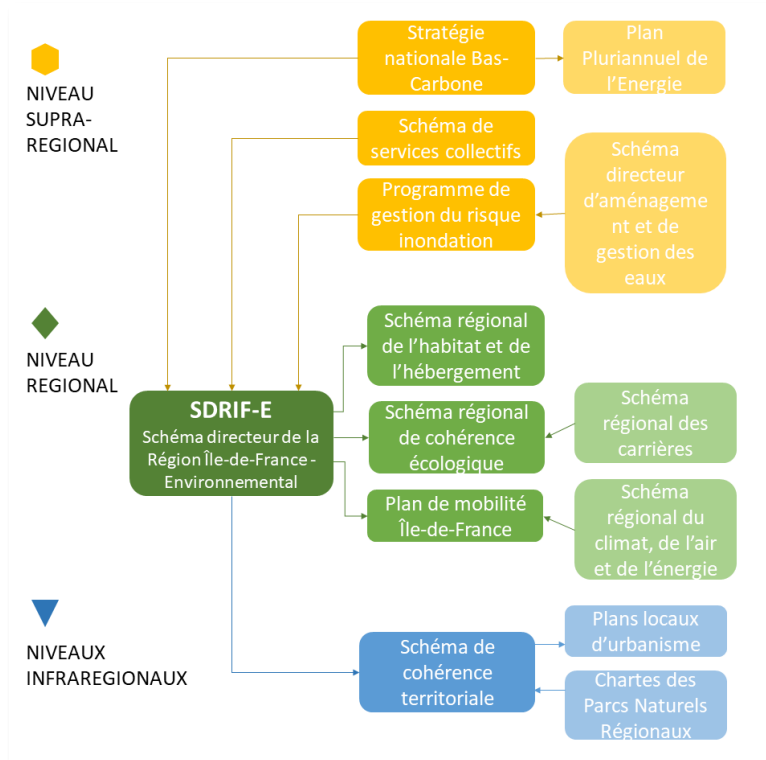 NIVEAU
SUPRA-
REGIONAL
Stratégie
nationale Bas-
Carbone
Plan
Pluriannuel de
l’Energie
Schéma de
services collectifs
Programme de
gestion du risque
inondation
Schéma
directeur
d’aménageme
nt et de
gestion des
eaux
NIVEAU
REGIONAL
SDRIF-E
Schéma directeur de la
Région Île-de-France -
Environnemental
Schéma régional
de l’habitat et de
l’hébergement
Schéma régional
de cohérence
écologique
Schéma
régional des
carrières
Plan de mobilité
Île-de-France
Schéma
régional du
climat, de l’air
et de l’énergie
NIVEAUX
INFRAREGIONAUX
Schéma de
cohérence
territoriale
Plans locaux
d’urbanisme
Chartes des
Parcs Naturels
Régionaux